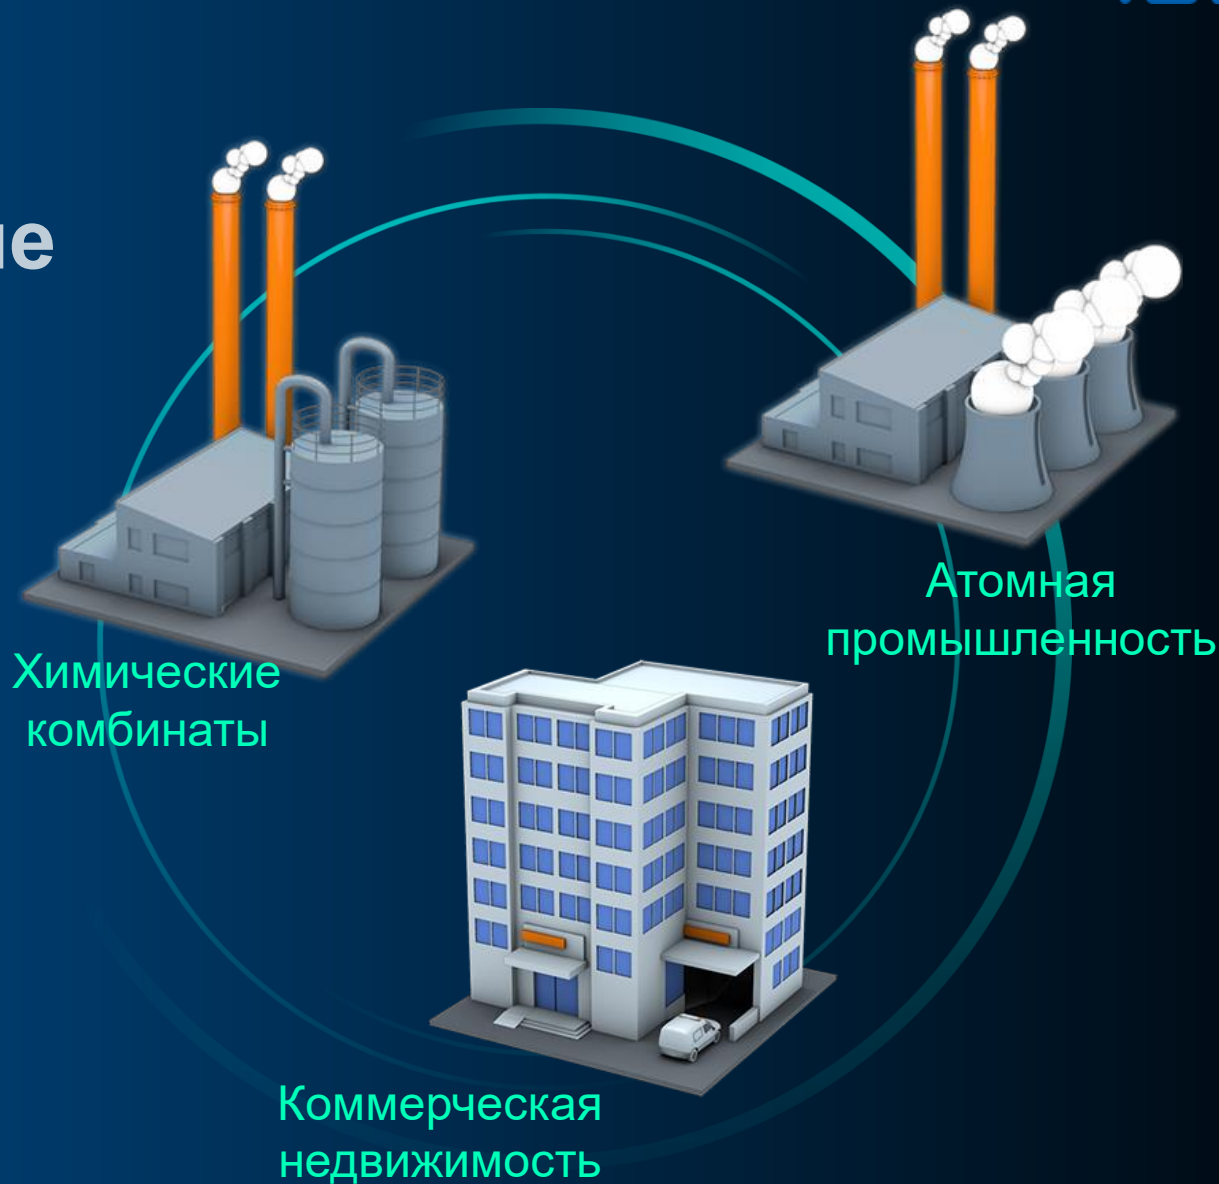 Химические
комбинаты
Атомная
промышленность
Коммерческая
недвижимость